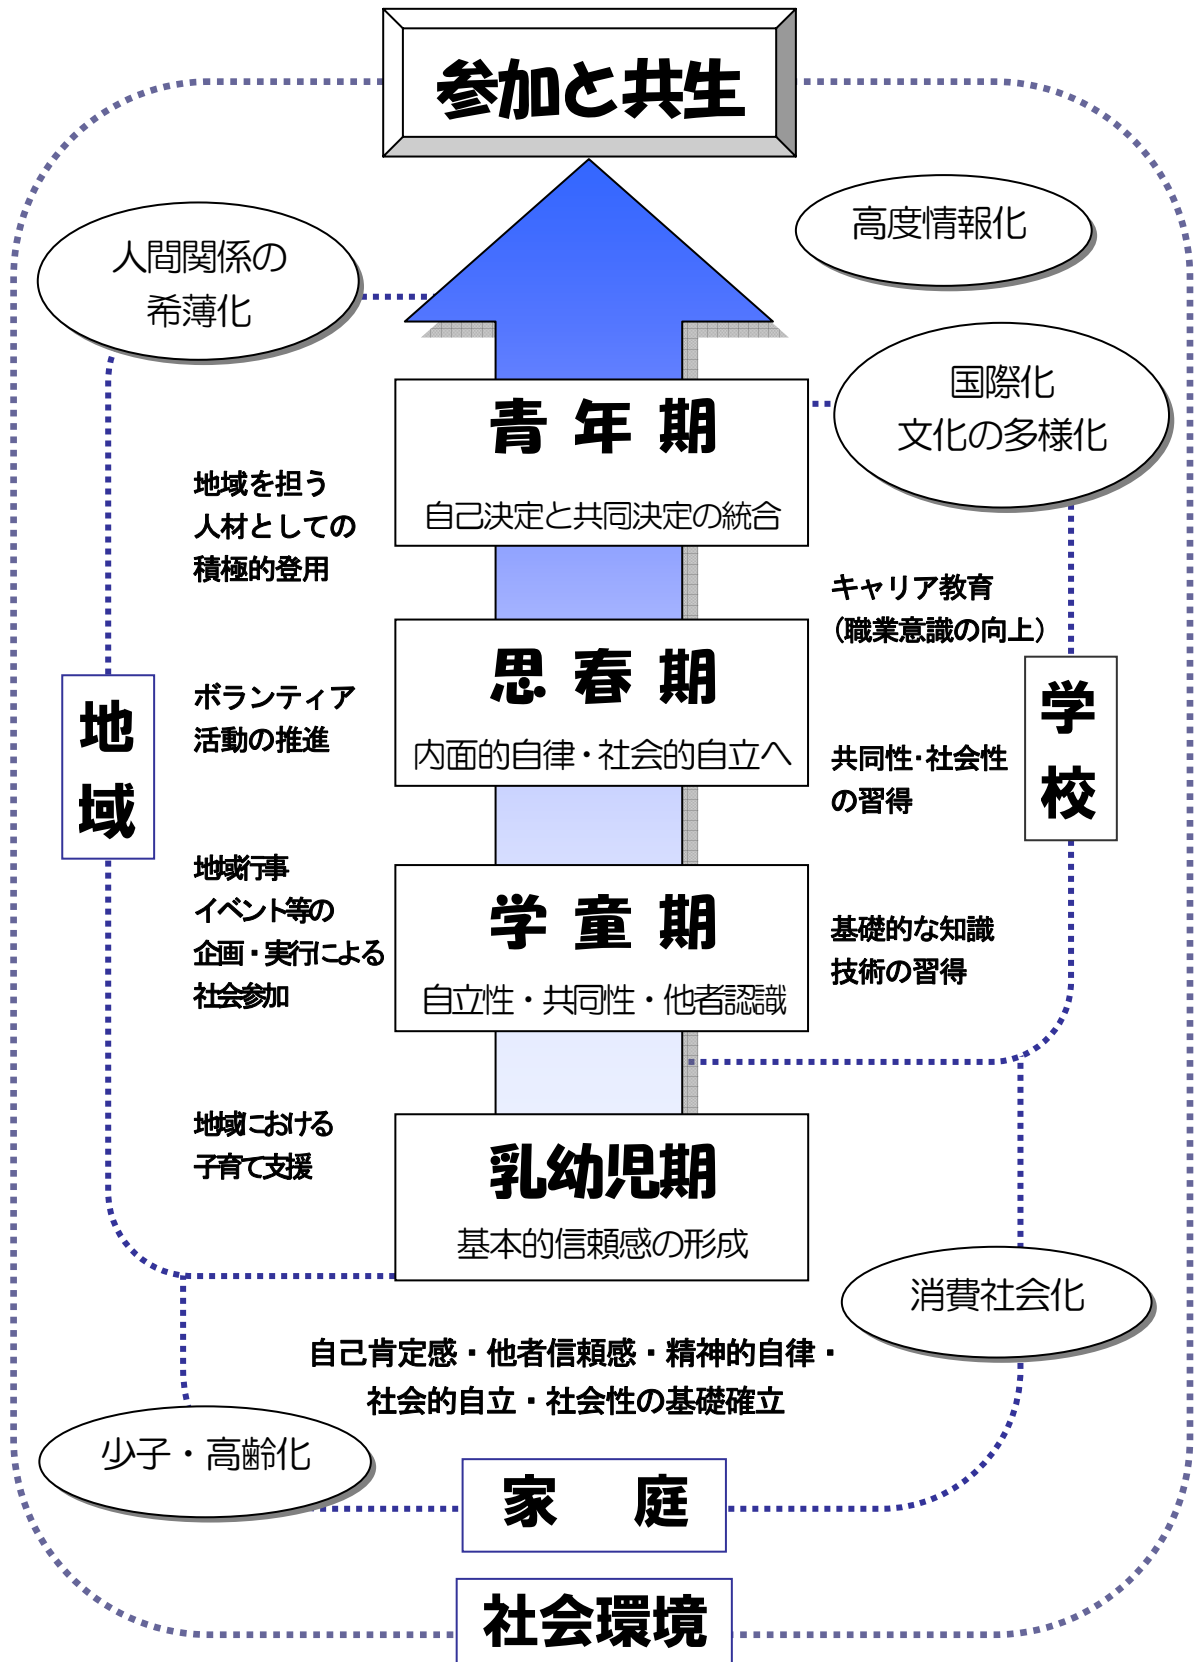 参加と共生
高度情報化
人間関係の
希薄化
国際化
文化の多様化
青年期
自己決定と共同決定の統合
地域を担う
人材としての
積極的登用
キャリア教育
（職業意識の向上）
思春期
内面的自律・社会的自立へ
ボランティア
活動の推進
地域
学校
共同性・社会性
の習得
地域行事
イベント等の
企画・実行による
社会参加
学童期
自立性・共同性・他者認識
基礎的な知識
技術の習得
地域における
子育て支援
乳幼児期
基本的信頼感の形成
消費社会化
自己肯定感・他者信頼感・精神的自律・
社会的自立・社会性の基礎確立
少子・高齢化
家庭
社会環境